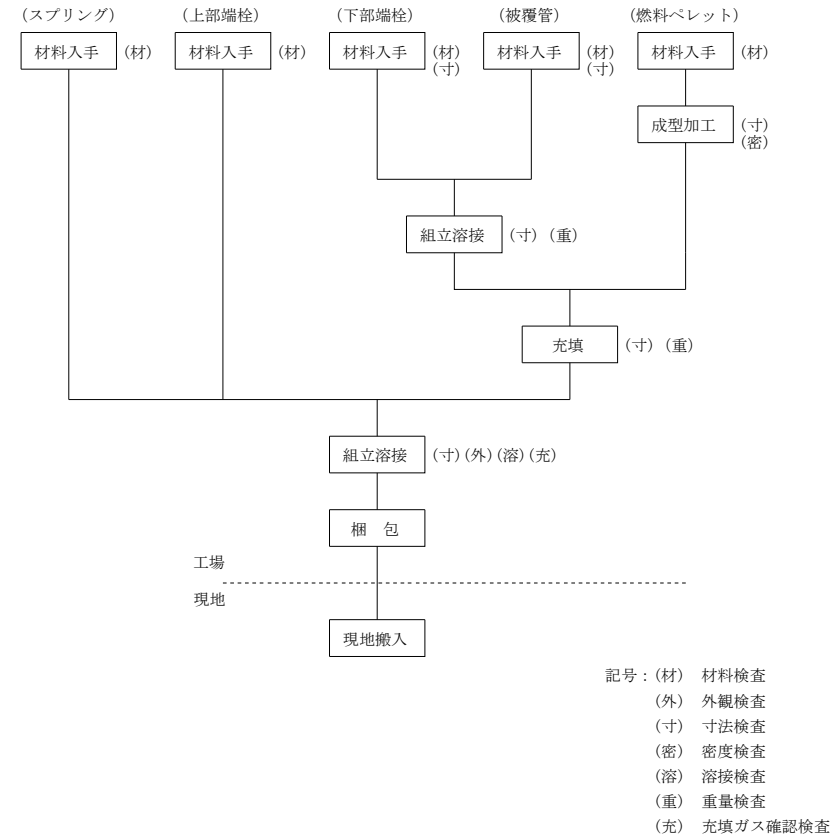 （スプリング）　（上部端栓）　（下部端栓）　（被覆管）　（燃料ペレット）
材料入手 (材)　材料入手 (材)　材料入手 (材)　材料入手 (材)　材料入手 (材)
(寸)　(寸)
成型加工 (寸)
(密)
組立溶接 (寸) (重)
充填 (寸) (重)
組立溶接 (寸)(外)(溶)(充)
梱　包
工場
現地
現地搬入
記号：(材)　材料検査
(外)　外観検査
(寸)　寸法検査
(密)　密度検査
(溶)　溶接検査
(重)　重量検査
(充)　充填ガス確認検査